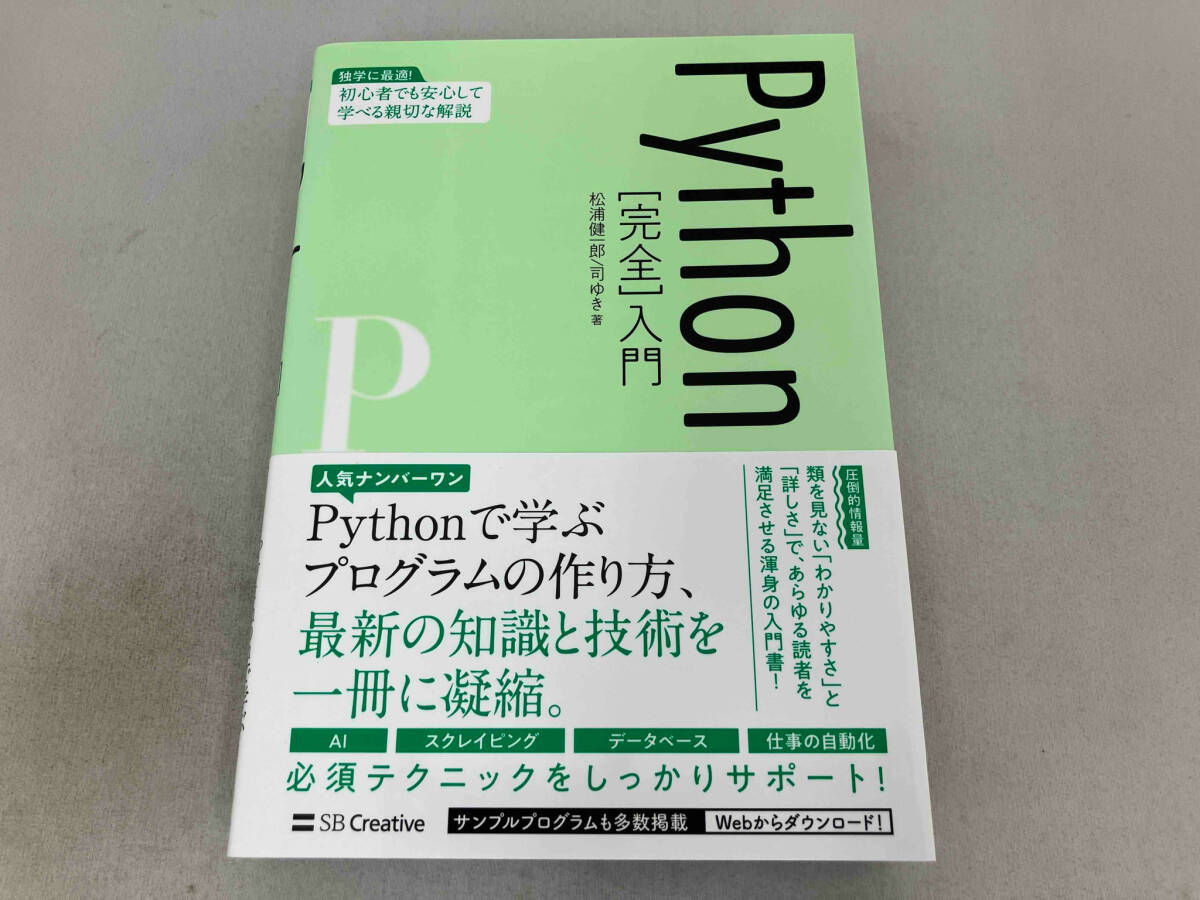 独学に最適!
初心者でも安心して
学べる親切な解説
Python
[完全]入門
松浦健一郎/司ゆき 著
P
人気ナンバーワン
Pythonで学ぶ
プログラムの作り方、
最新の知識と技術を
一冊に凝縮。
圧倒的情報量
類を見ない「わかりやすさ」と
「詳しさ」で、あらゆる読者を
満足させる渾身の入門書!
AI スクレイピング データベース 仕事の自動化
必須テクニックをしっかりサポート!
SB Creative サンプルプログラムも多数掲載 Webからダウンロード!